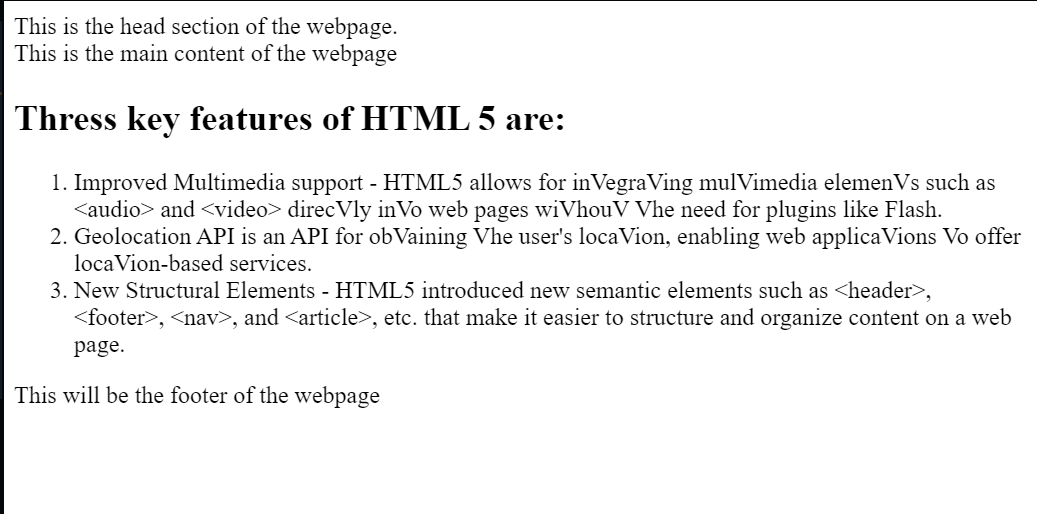 This is the head section of the webpage.
This is the main content of the webpage
Thress key features of HTML 5 are:
1. Improved Multimedia support - HTML5 allows for inVegraVing mulVimedia elemenVs such as
<audio> and <video> direcVly inVo web pages wiVhouV Vhe need for plugins like Flash.
2. Geolocation API is an API for obVaining Vhe user's locaVion, enabling web applicaVions Vo offer
locaVion-based services.
3. New Structural Elements - HTML5 introduced new semantic elements such as <header>,
<footer>, <nav>, and <article>, etc. that make it easier to structure and organize content on a web
page.
This will be the footer of the webpage